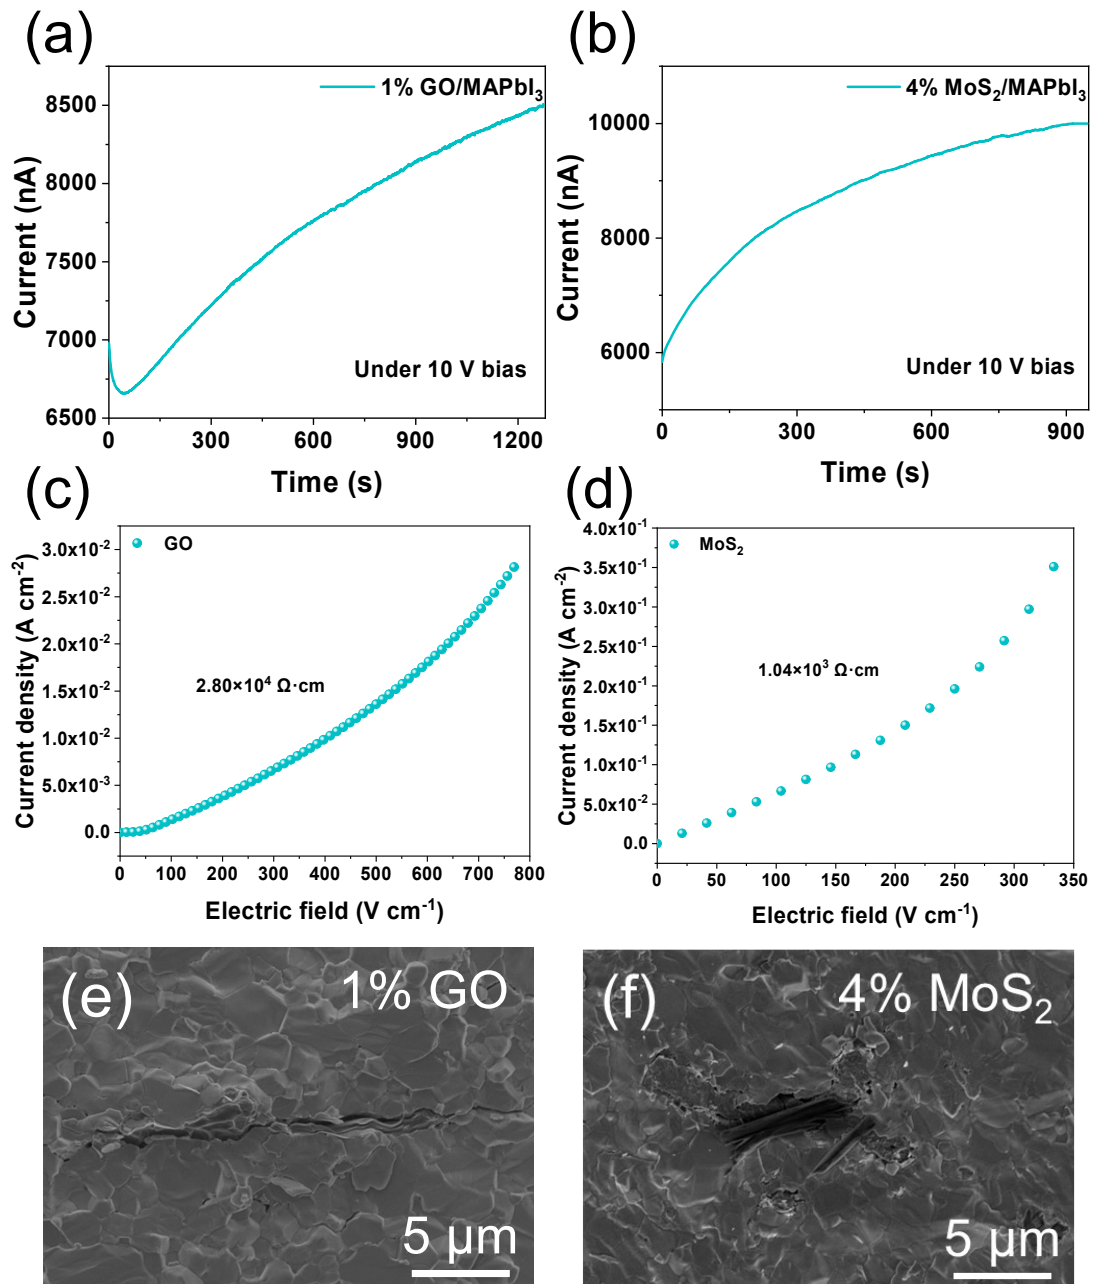 (a)
1% GO/MAPbI₃
8500
8000
7500
7000
6500
Current (nA)
Under 10 V bias
0 300 600 900 1200
Time (s)
(b)
4% MoS₂/MAPbI₃
10000
8000
6000
Current (nA)
Under 10 V bias
0 300 600 900
Time (s)
(c)
GO
3.0x10⁻²
2.5x10⁻²
2.0x10⁻²
1.5x10⁻²
1.0x10⁻²
5.0x10⁻³
0.0
Current density (A cm⁻²)
2.80×10⁴ Ω·cm
0 100 200 300 400 500 600 700 800
Electric field (V cm⁻¹)
(d)
MoS₂
4.0x10⁻¹
3.5x10⁻¹
3.0x10⁻¹
2.5x10⁻¹
2.0x10⁻¹
1.5x10⁻¹
1.0x10⁻¹
5.0x10⁻²
0.0
Current density (A cm⁻²)
1.04×10³ Ω·cm
0 50 100 150 200 250 300 350
Electric field (V cm⁻¹)
(e)
1% GO
5 μm
(f)
4% MoS₂
5 μm